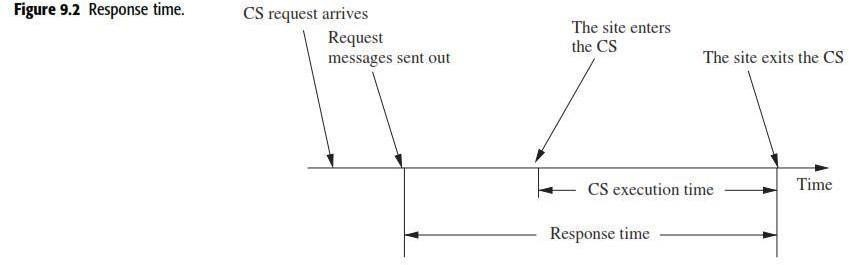 Figure 9.2 Response time.
CS request arrives
Request
messages sent out
The site enters
the CS
The site exits the CS
CS execution time
Time
Response time